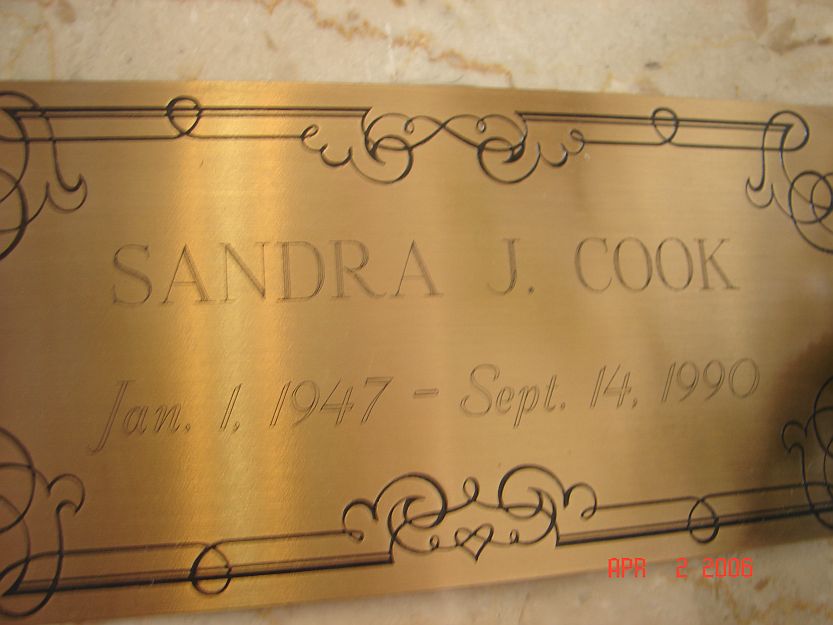 SANDRA J. COOK
Jan. 1, 1947 - Sept. 14, 1990
APR 2 2006